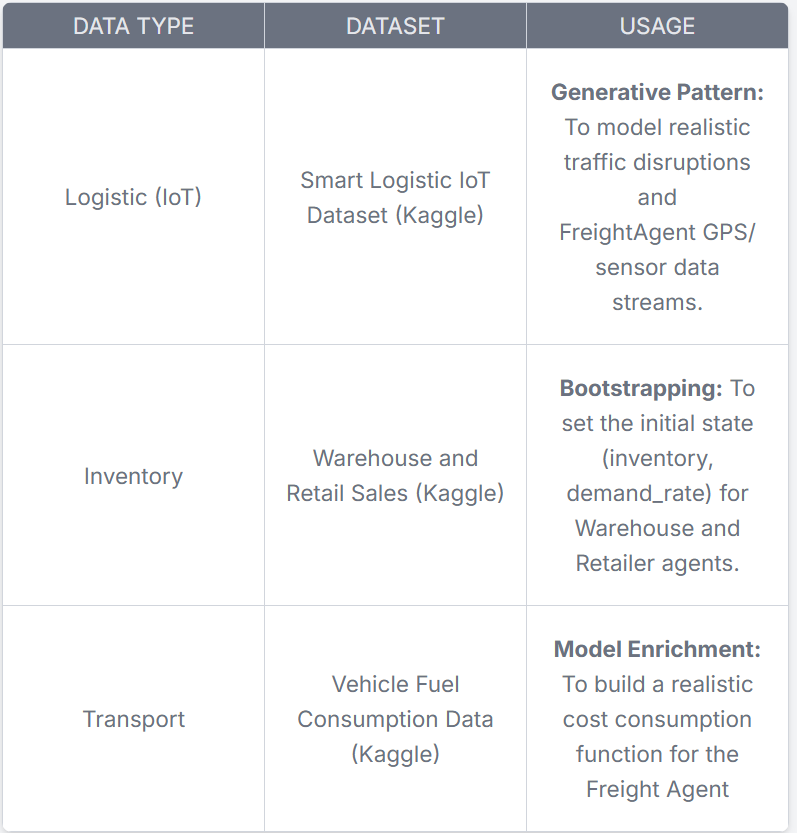 DATA TYPE
DATASET
USAGE
Logistic (IoT)
Smart Logistic IoT
Dataset (Kaggle)
Generative Pattern:
To model realistic
traffic disruptions
and
FreightAgent GPS/
sensor data
streams.
Inventory
Warehouse and
Retail Sales (Kaggle)
Bootstrapping: To
set the initial state
(inventory,
demand_rate) for
Warehouse and
Retailer agents.
Transport
Vehicle Fuel
Consumption Data
(Kaggle)
Model Enrichment:
To build a realistic
cost consumption
function for the
Freight Agent